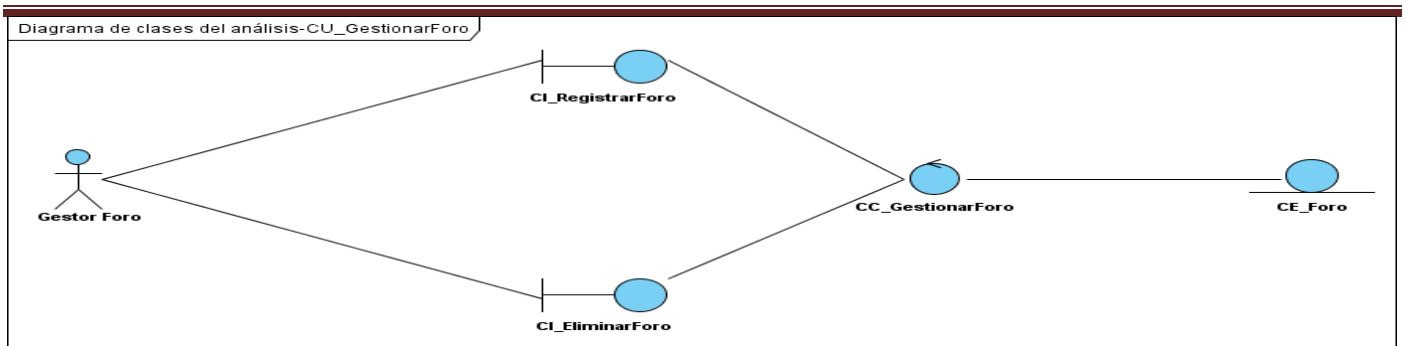 Diagrama de clases del análisis-CU_GestionarForo
CI_RegistrarForo
Gestor Foro
CC_GestionarForo
CE_Foro
CI_EliminarForo